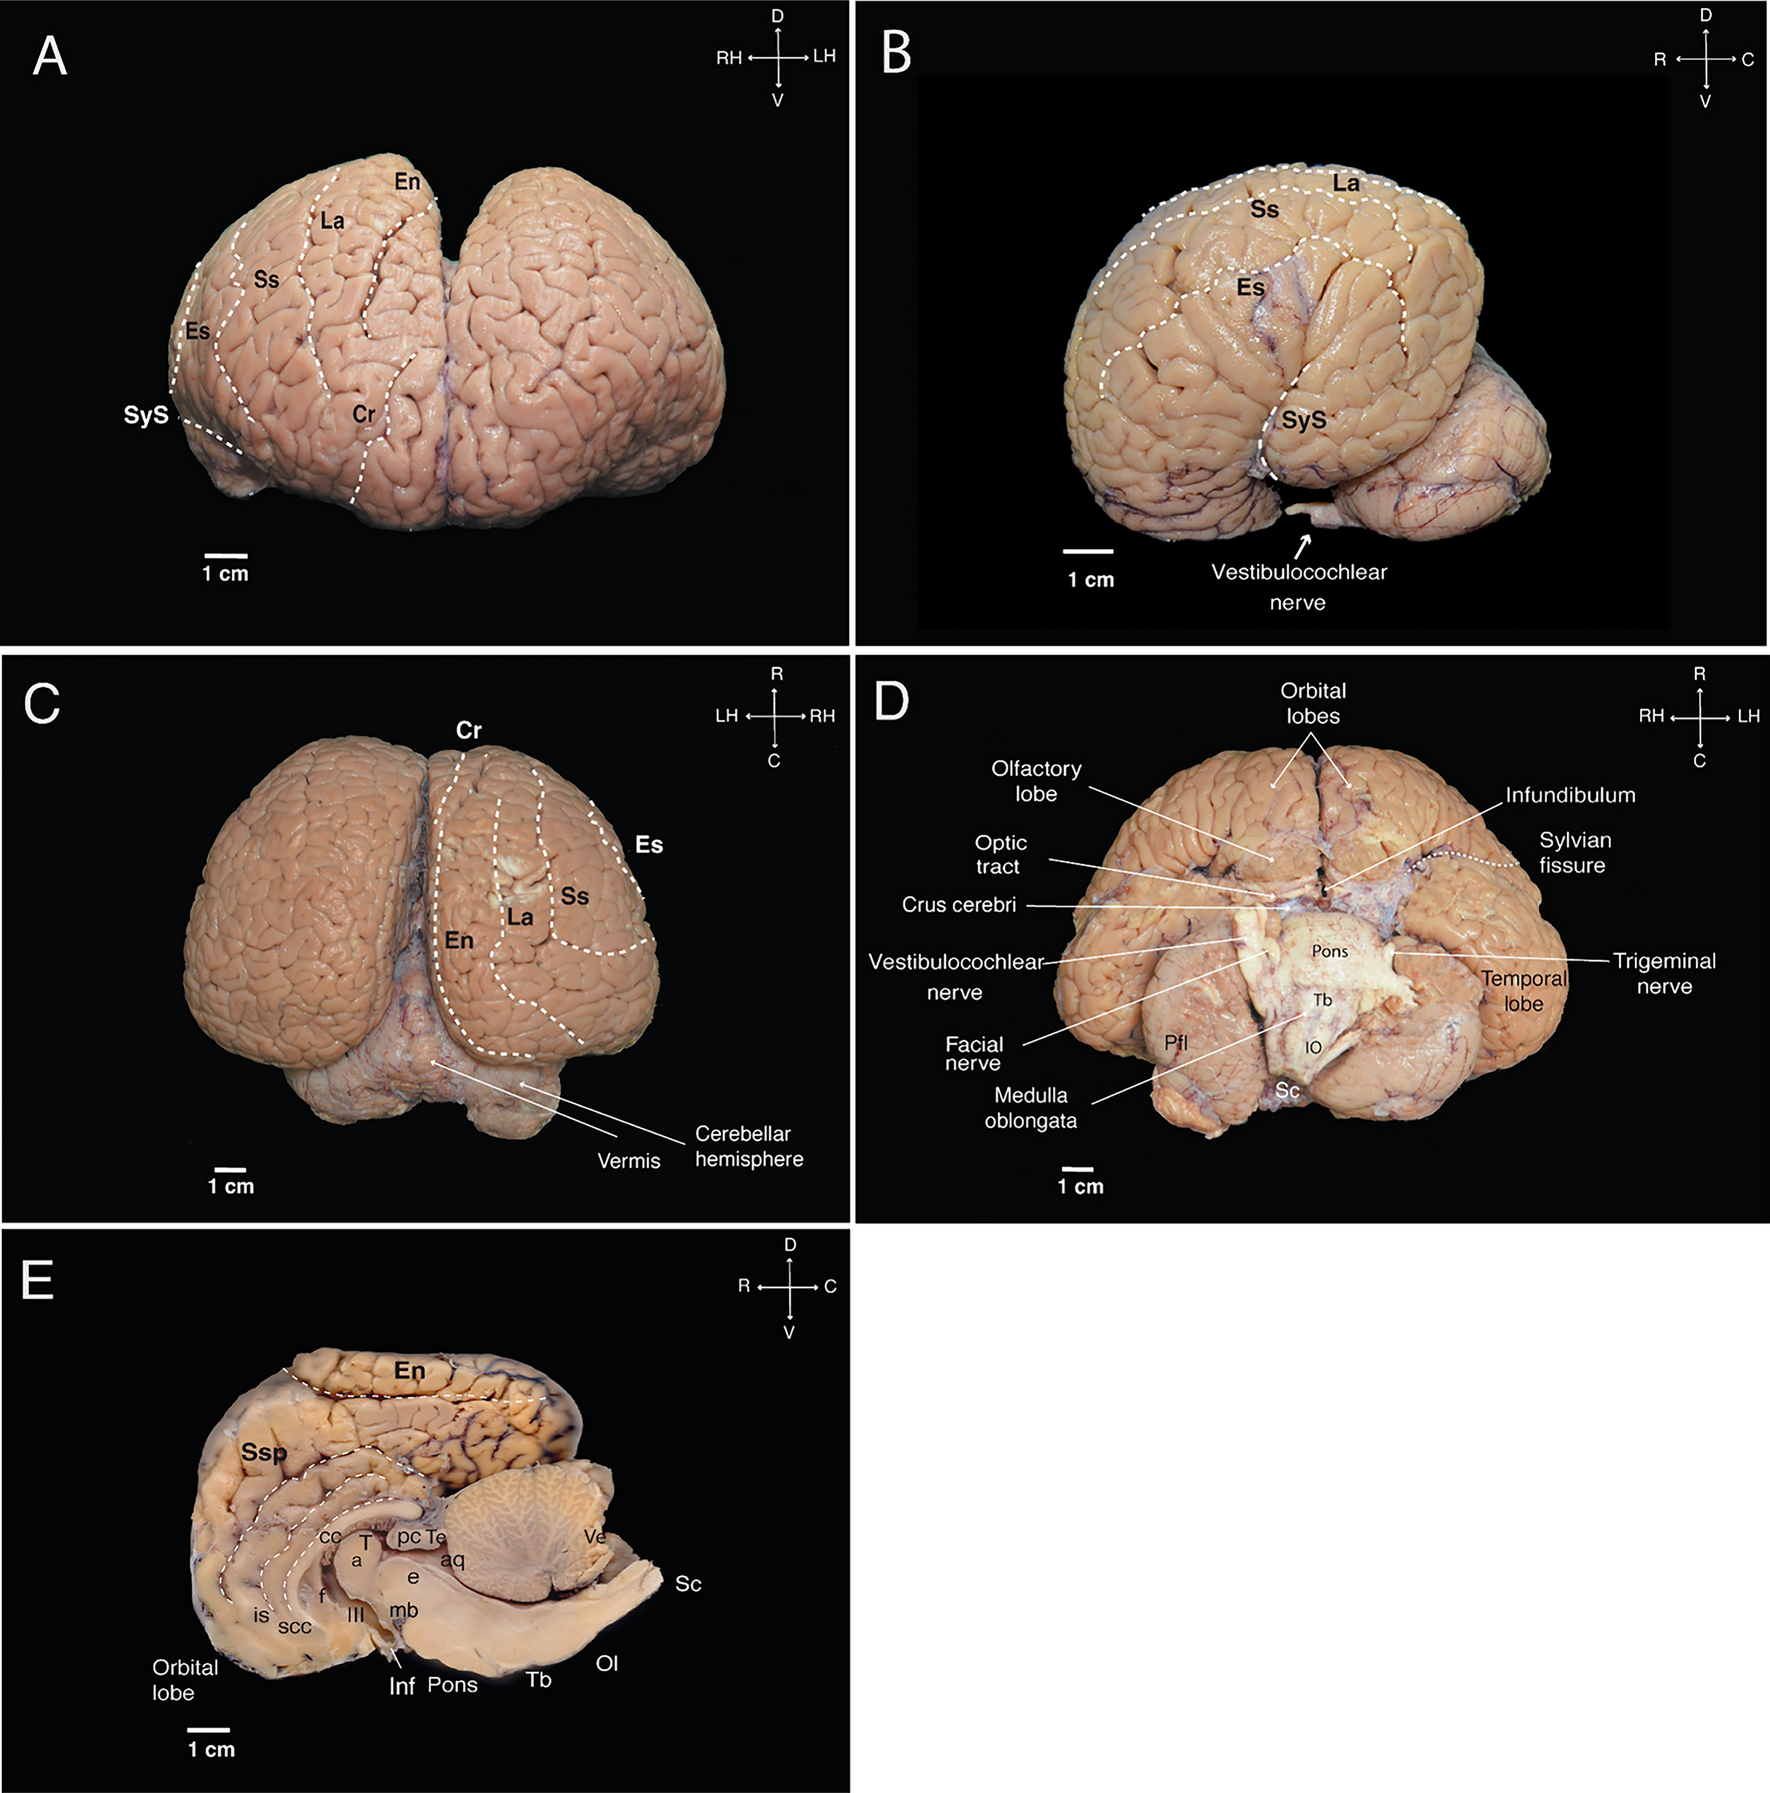 A
D
RH LH
V
En
La
Ss
Es
SyS
Cr
1 cm
B
D
R C
V
La
Ss
Es
SyS
1 cm
Vestibulocochlear
nerve
C
R
LH RH
C
Cr
Es
Ss
La
En
Cerebellar
hemisphere
Vermis
1 cm
D
R
RH LH
C
Orbital
lobes
Olfactory
lobe
Infundibulum
Optic
tract
Sylvian
fissure
Crus cerebri
Pons
Vestibulocochlear
nerve
Trigeminal
nerve
Temporal
lobe
Tb
Pfl
IO
Facial
nerve
Sc
Medulla
oblongata
1 cm
E
D
R C
V
En
Ssp
cc T pc Te Ve
a aq
e
Sc
f
is III mb
scc
Orbital
lobe
Inf Pons Tb Ol
1 cm